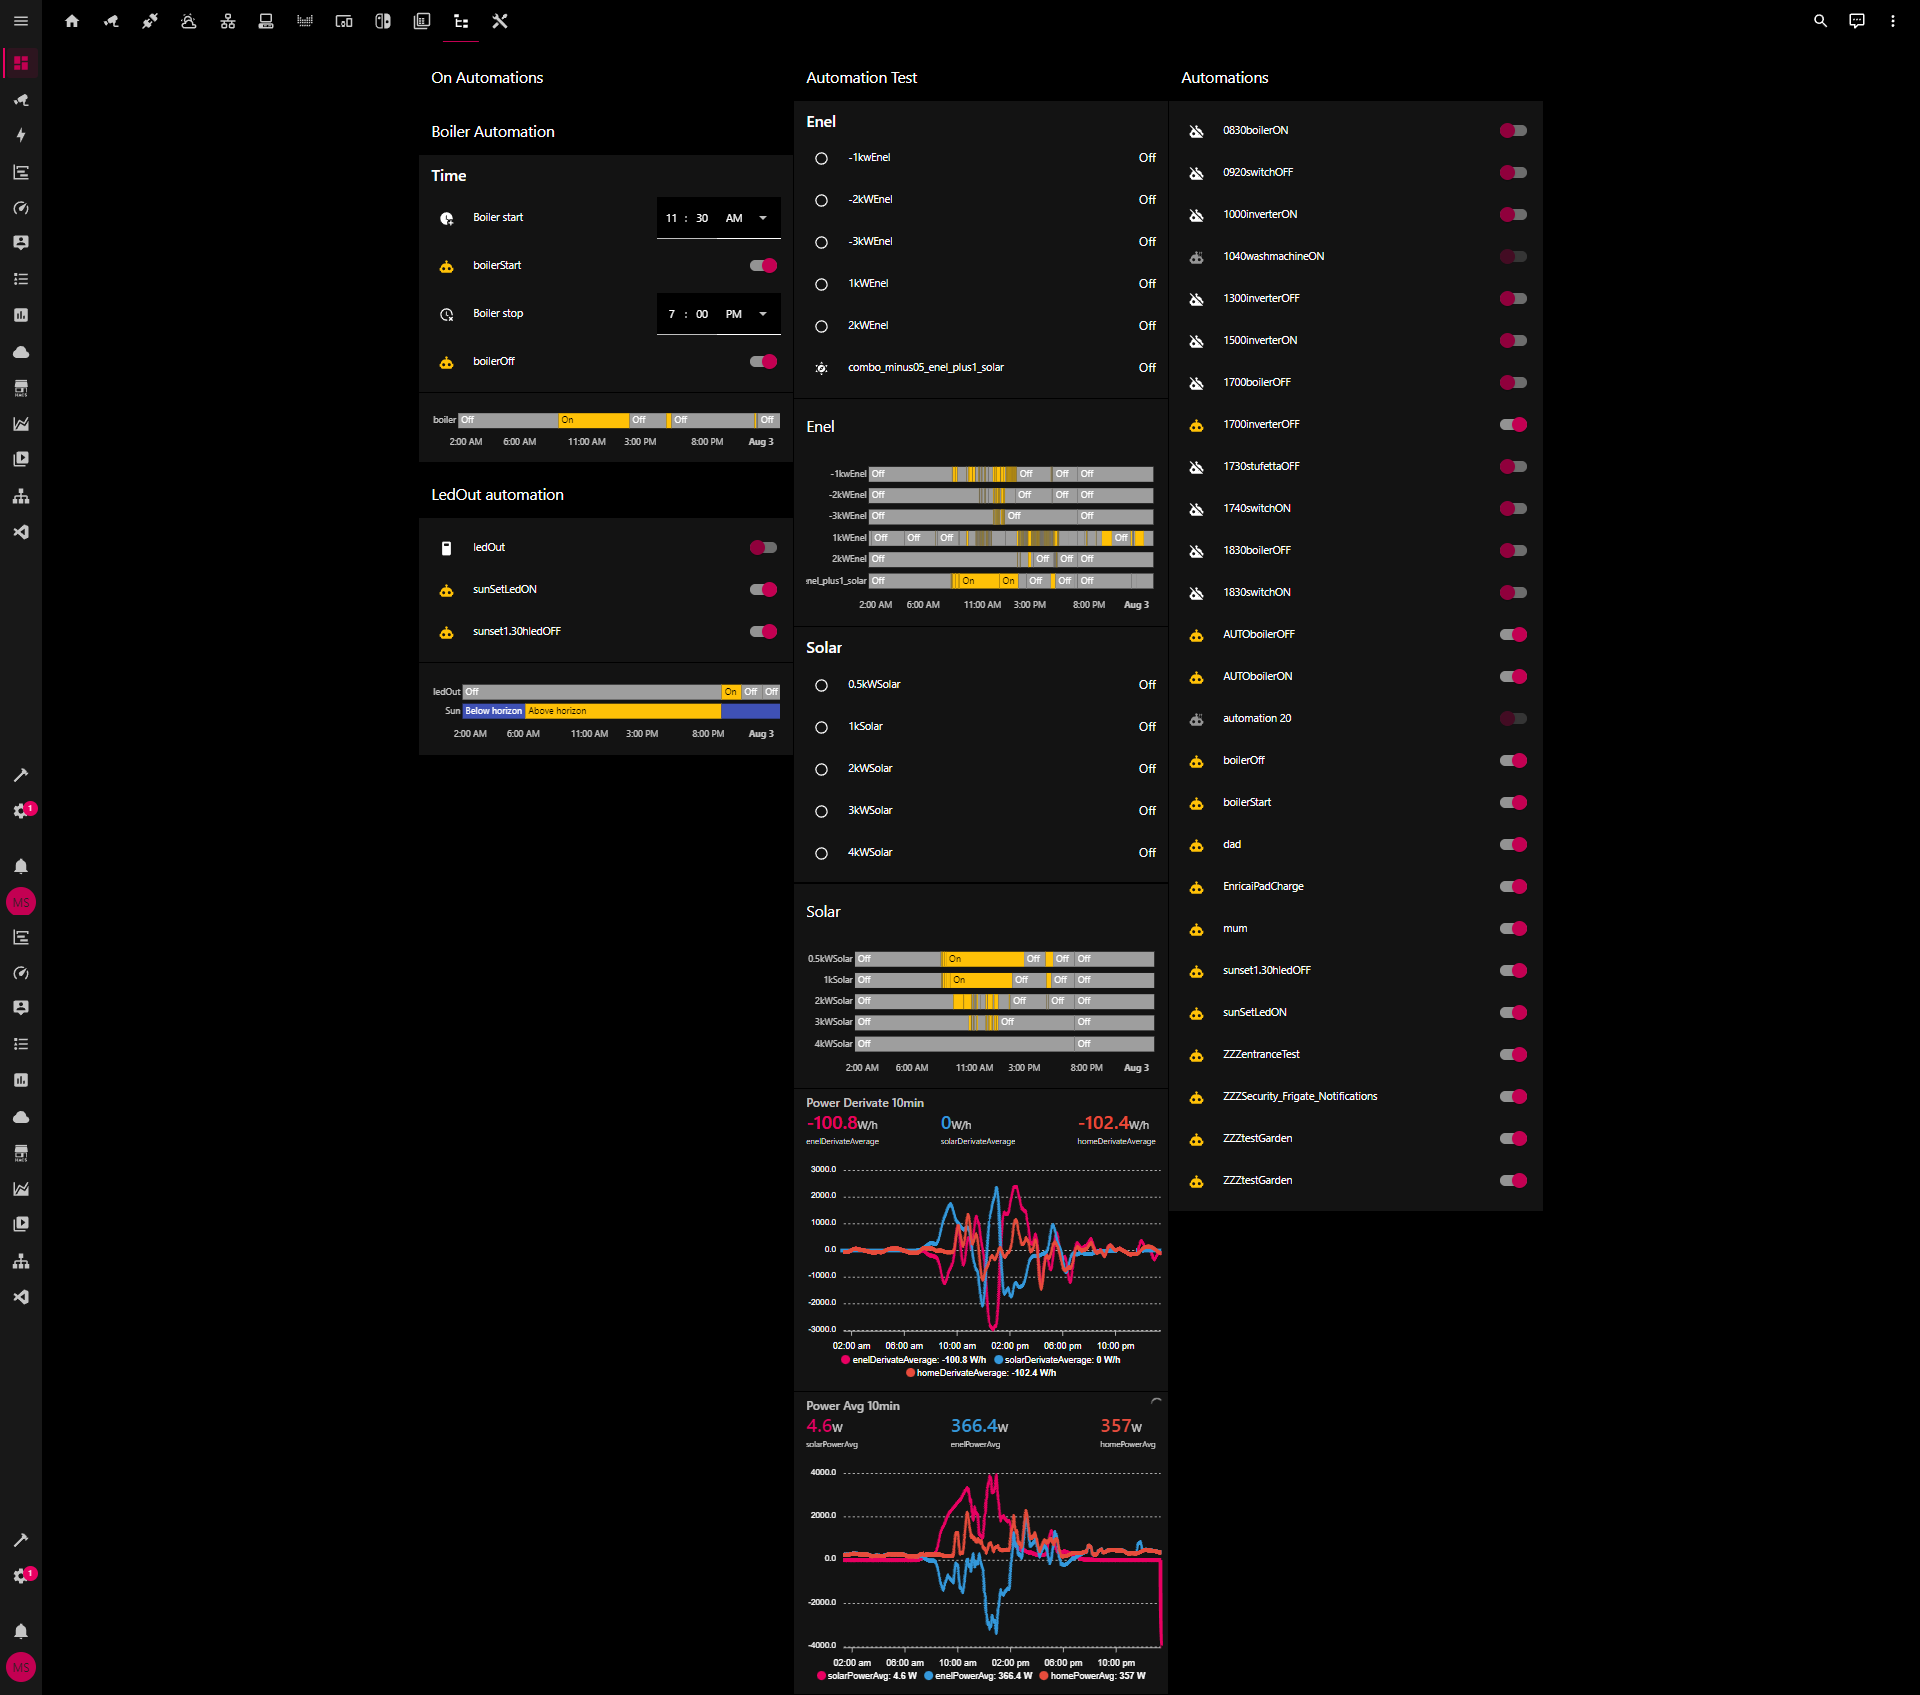 On Automations
Boiler Automation
Time
Boiler start
11 : 30 AM
boilerStart
Boiler stop
7 : 00 PM
boilerOff
boiler Off On Off Off Off
2:00 AM 6:00 AM 11:00 AM 3:00 PM 8:00 PM Aug 3
LedOut automation
ledOut
sunSetLedON
sunset1.30hledOFF
ledOut Off On Off Off
Sun Below horizon Above horizon
2:00 AM 6:00 AM 11:00 AM 3:00 PM 8:00 PM Aug 3
Automation Test
Enel
-1kwEnel Off
-2kWEnel Off
-3kWEnel Off
1kWEnel Off
2kWEnel Off
combo_minus05_enel_plus1_solar Off
Enel
-1kwEnel Off Off Off Off
-2kWEnel Off Off Off Off
-3kWEnel Off Off Off
1kWEnel Off Off Off Off
2kWEnel Off Off Off Off
enel_plus1_solar Off On On Off Off Off
2:00 AM 6:00 AM 11:00 AM 3:00 PM 8:00 PM Aug 3
Solar
0.5kWSolar Off
1kSolar Off
2kWSolar Off
3kWSolar Off
4kWSolar Off
Solar
0.5kWSolar Off On Off Off Off
1kSolar Off On Off Off Off
2kWSolar Off Off Off Off
3kWSolar Off Off Off
4kWSolar Off Off
2:00 AM 6:00 AM 11:00 AM 3:00 PM 8:00 PM Aug 3
Power Derivate 10min
-100.8W/h 0W/h -102.4W/h
enelDerivateAverage solarDerivateAverage homeDerivateAverage
3000.0
2000.0
1000.0
0.0
-1000.0
-2000.0
-3000.0
02:00 am 06:00 am 10:00 am 02:00 pm 06:00 pm 10:00 pm
enelDerivateAverage: -100.8 W/h solarDerivateAverage: 0 W/h
homeDerivateAverage: -102.4 W/h
Power Avg 10min
4.6W 366.4W 357W
solarPowerAvg enelPowerAvg homePowerAvg
4000.0
2000.0
0.0
-2000.0
-4000.0
02:00 am 06:00 am 10:00 am 02:00 pm 06:00 pm 10:00 pm
solarPowerAvg: 4.6 W enelPowerAvg: 366.4 W homePowerAvg: 357 W
Automations
0830boilerON
0920switchOFF
1000inverterON
1040washmachineON
1300inverterOFF
1500inverterON
1700boilerOFF
1700inverterOFF
1730stufettaOFF
1740switchON
1830boilerOFF
1830switchON
AUTOboilerOFF
AUTOboilerON
automation 20
boilerOff
boilerStart
dad
EnricaiPadCharge
mum
sunset1.30hledOFF
sunSetLedON
ZZZentranceTest
ZZZSecurity_Frigate_Notifications
ZZZtestGarden
ZZZtestGarden
HACS
1
MS
HACS
1
MS